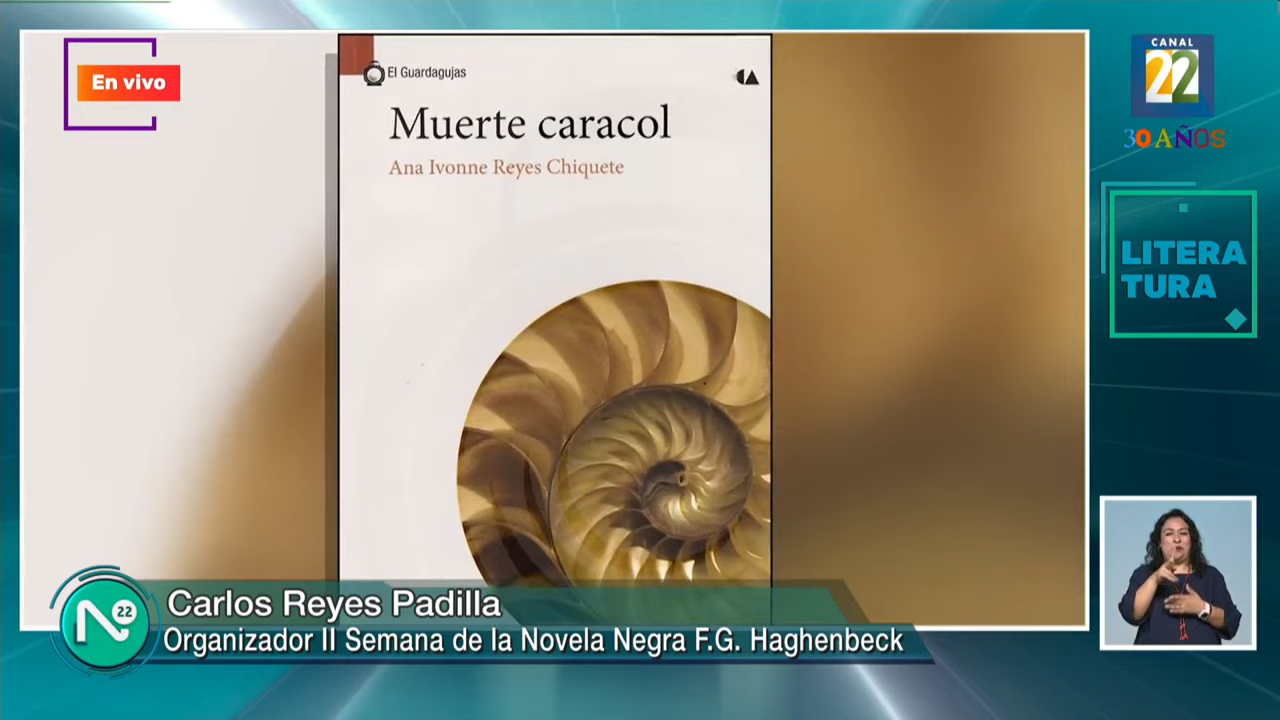 En vivo
El Guardagujas
Muerte caracol
Ana Ivonne Reyes Chiquete
CANAL
22
30 AÑOS
LITERA
TURA
N 22
Carlos Reyes Padilla
Organizador II Semana de la Novela Negra F.G. Haghenbeck